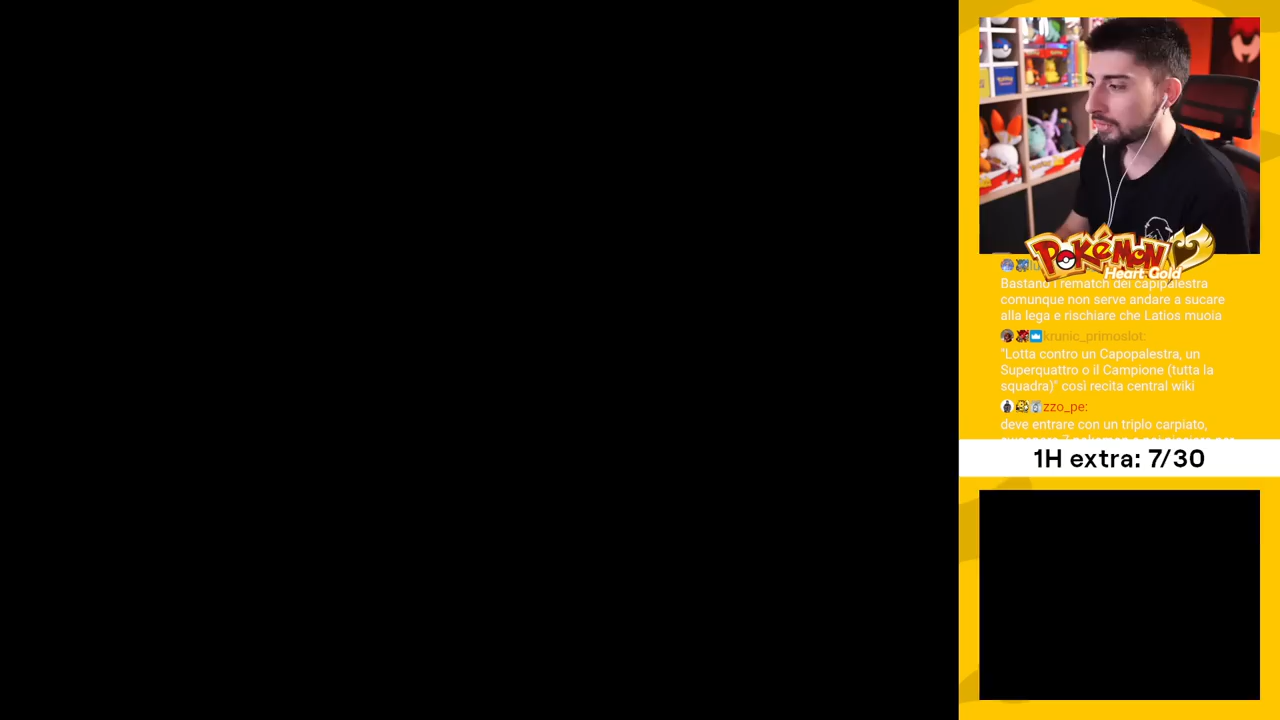 POKÉMON
Heart Gold
Bastano i rematch dei capipalestra
comunque non serve andare a sucare
alla lega e rischiare che Latios muoia
krunic_primoslot:
"Lotta contro un Capopalestra, un
Superquattro o il Campione (tutta la
squadra)" così recita central wiki
zzo_pe:
deve entrare con un triplo carpiato,
1H extra: 7/30